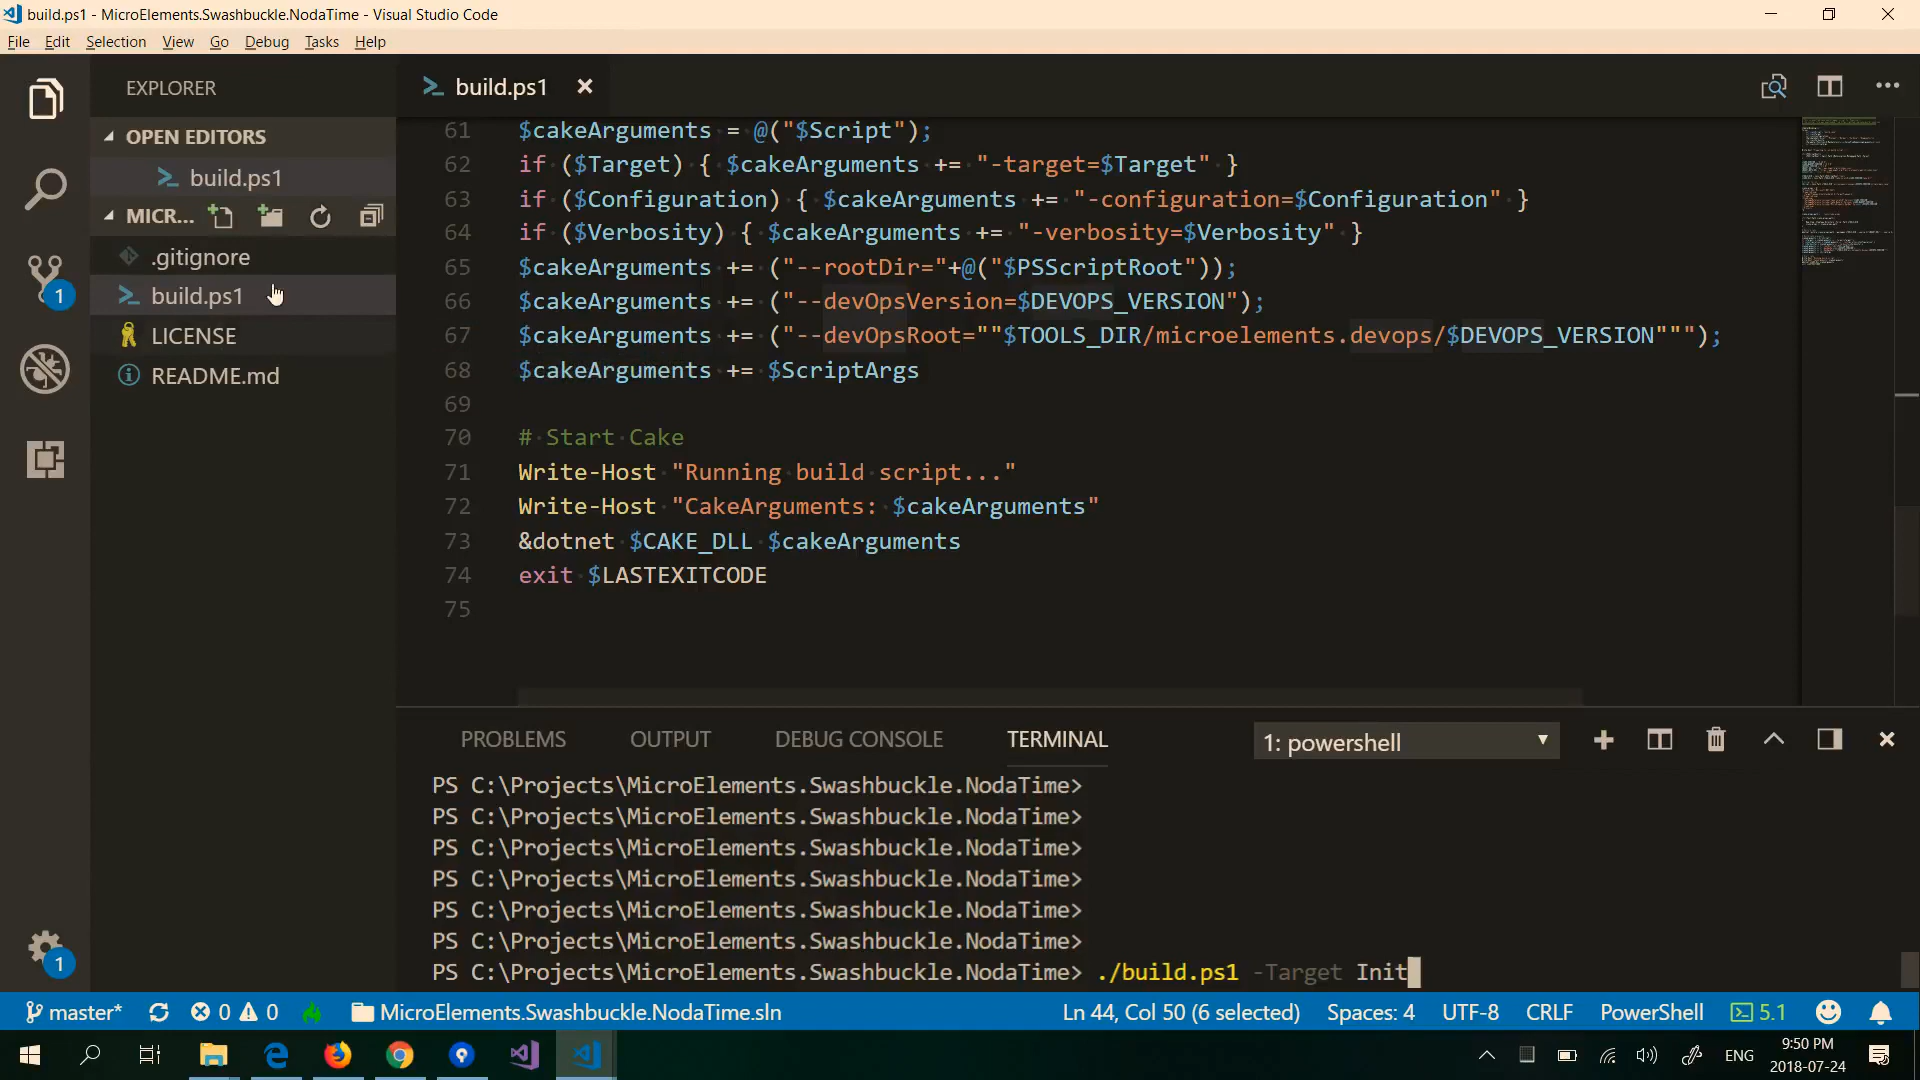 build.ps1 - MicroElements.Swashbuckle.NodaTime - Visual Studio Code
File Edit Selection View Go Debug Tasks Help
EXPLORER
OPEN EDITORS
build.ps1
MICR...
.gitignore
build.ps1
LICENSE
README.md
1
1
build.ps1
61 $cakeArguments = @("$Script");
62 if ($Target) { $cakeArguments += "-target=$Target" }
63 if ($Configuration) { $cakeArguments += "-configuration=$Configuration" }
64 if ($Verbosity) { $cakeArguments += "-verbosity=$Verbosity" }
65 $cakeArguments += ("--rootDir="+@("$PSScriptRoot"));
66 $cakeArguments += ("--devOpsVersion=$DEVOPS_VERSION");
67 $cakeArguments += ("--devOpsRoot=""$TOOLS_DIR/microelements.devops/$DEVOPS_VERSION""");
68 $cakeArguments += $ScriptArgs
69
70 # Start Cake
71 Write-Host "Running build script..."
72 Write-Host "CakeArguments: $cakeArguments"
73 &dotnet $CAKE_DLL $cakeArguments
74 exit $LASTEXITCODE
75
PROBLEMS OUTPUT DEBUG CONSOLE TERMINAL 1: powershell
PS C:\Projects\MicroElements.Swashbuckle.NodaTime>
PS C:\Projects\MicroElements.Swashbuckle.NodaTime>
PS C:\Projects\MicroElements.Swashbuckle.NodaTime>
PS C:\Projects\MicroElements.Swashbuckle.NodaTime>
PS C:\Projects\MicroElements.Swashbuckle.NodaTime>
PS C:\Projects\MicroElements.Swashbuckle.NodaTime>
PS C:\Projects\MicroElements.Swashbuckle.NodaTime> ./build.ps1 -Target Init
master* 0 0 MicroElements.Swashbuckle.NodaTime.sln Ln 44, Col 50 (6 selected) Spaces: 4 UTF-8 CRLF PowerShell 5.1
ENG
9:50 PM
2018-07-24